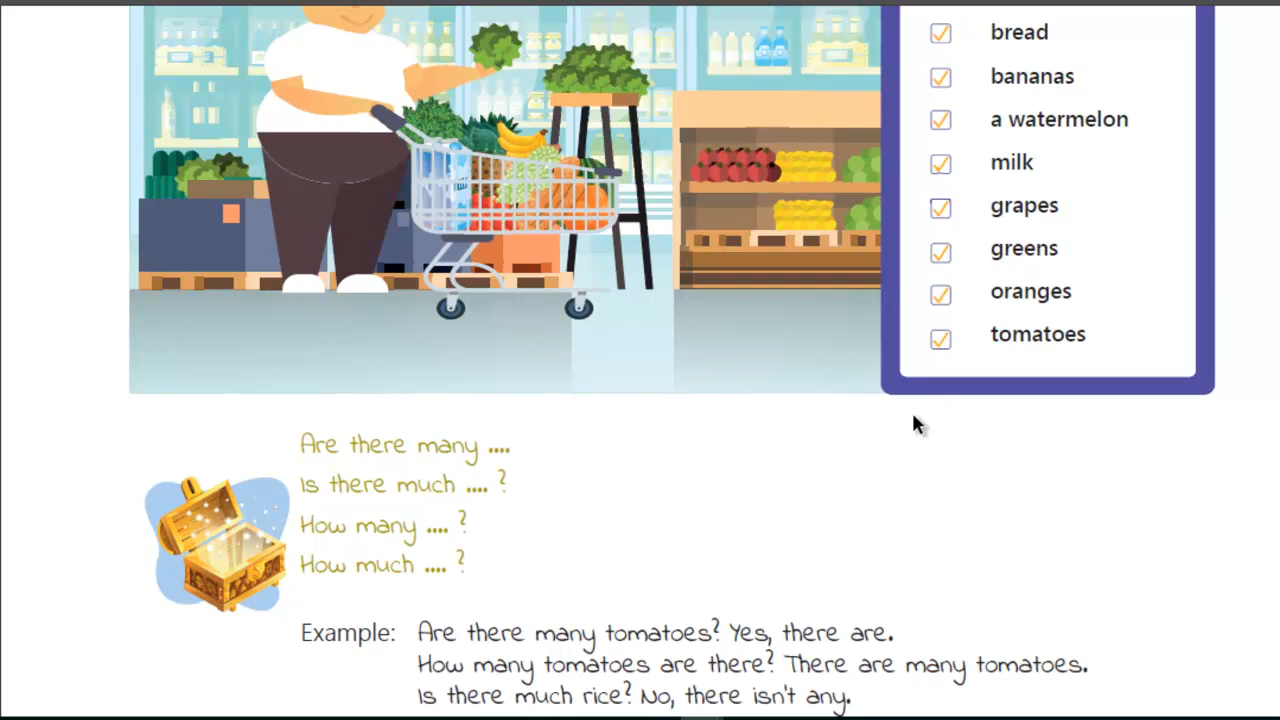 bread
bananas
a watermelon
milk
grapes
greens
oranges
tomatoes
Are there many ....
Is there much .... ?
How many .... ?
How much .... ?
Example: Are there many tomatoes? Yes, there are.
How many tomatoes are there? There are many tomatoes.
Is there much rice? No, there isn't any.